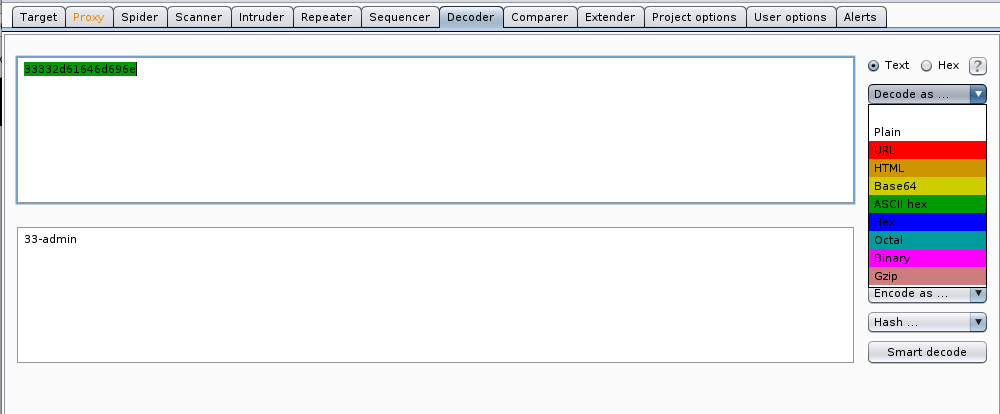 Target Proxy Spider Scanner Intruder Repeater Sequencer Decoder Comparer Extender Project options User options Alerts
33332d61646d696e
Text Hex ?
Decode as ...
Plain
URL
HTML
Base64
ASCII hex
Hex
Octal
Binary
Gzip
33-admin
Encode as ...
Hash ...
Smart decode